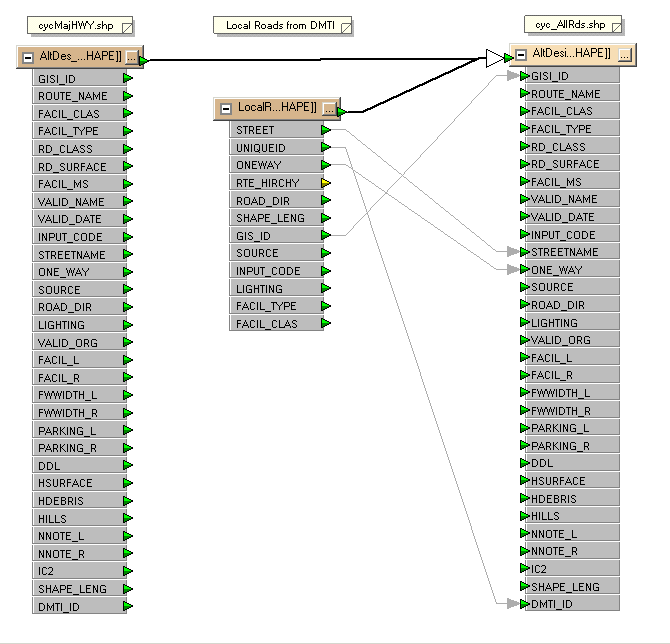 cycMajHWY.shp
AltDes_...HAPE]] ...
GISI_ID
ROUTE_NAME
FACIL_CLAS
FACIL_TYPE
RD_CLASS
RD_SURFACE
FACIL_MS
VALID_NAME
VALID_DATE
INPUT_CODE
STREETNAME
ONE_WAY
SOURCE
ROAD_DIR
LIGHTING
VALID_ORG
FACIL_L
FACIL_R
FWWIDTH_L
FWWIDTH_R
PARKING_L
PARKING_R
DDL
HSURFACE
HDEBRIS
HILLS
NNOTE_L
NNOTE_R
IC2
SHAPE_LENG
DMTI_ID
Local Roads from DMTI
LocalR...HAPE]] ...
STREET
UNIQUEID
ONEWAY
RTE_HIRCHY
ROAD_DIR
SHAPE_LENG
GIS_ID
SOURCE
INPUT_CODE
LIGHTING
FACIL_TYPE
FACIL_CLAS
cyc_AllRds.shp
AltDesi...HAPE]] ...
GISI_ID
ROUTE_NAME
FACIL_CLAS
FACIL_TYPE
RD_CLASS
RD_SURFACE
FACIL_MS
VALID_NAME
VALID_DATE
INPUT_CODE
STREETNAME
ONE_WAY
SOURCE
ROAD_DIR
LIGHTING
VALID_ORG
FACIL_L
FACIL_R
FWWIDTH_L
FWWIDTH_R
PARKING_L
PARKING_R
DDL
HSURFACE
HDEBRIS
HILLS
NNOTE_L
NNOTE_R
IC2
SHAPE_LENG
DMTI_ID